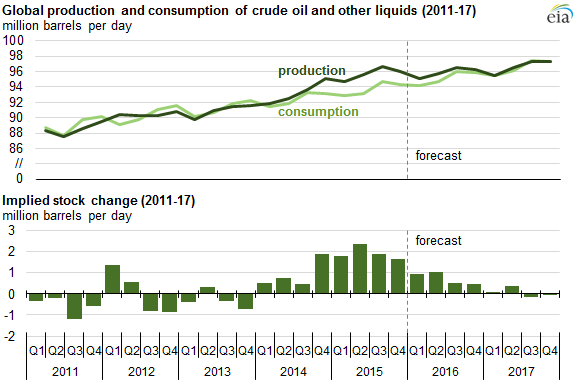 Global production and consumption of crude oil and other liquids (2011-17)
million barrels per day
eia
100
98
96
94
92
90
88
86
//
0
production
consumption
forecast
Implied stock change (2011-17)
million barrels per day
3
2
1
0
-1
-2
forecast
Q1 Q2 Q3 Q4 Q1 Q2 Q3 Q4 Q1 Q2 Q3 Q4 Q1 Q2 Q3 Q4 Q1 Q2 Q3 Q4 Q1 Q2 Q3 Q4 Q1 Q2 Q3 Q4
2011 2012 2013 2014 2015 2016 2017